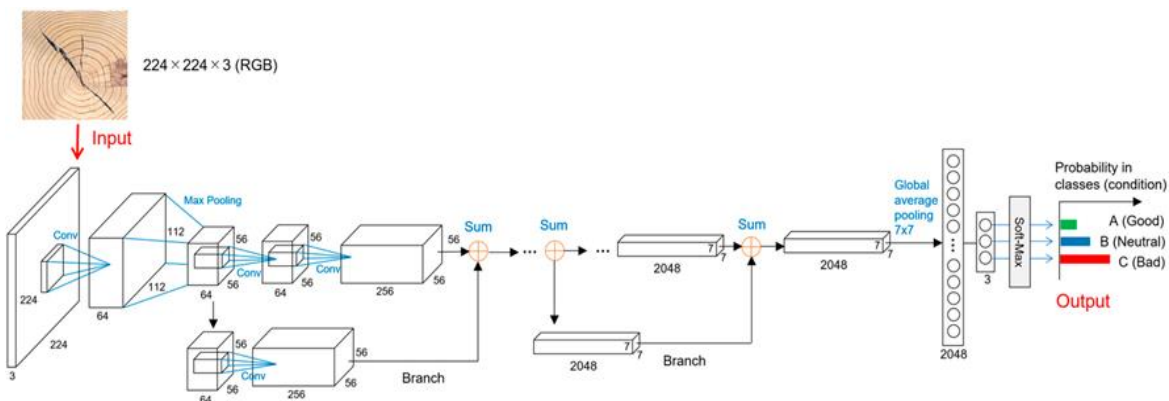 224 × 224 × 3 (RGB)
Input
Conv
224
224
3
64
112
112
Max Pooling
Conv
56
56
64
56
Conv
56
64
256
56
56
Sum
Sum
Sum
...
...
7
7
2048
7
7
2048
Global
average
pooling
7x7
2048
3
Soft-Max
Probability in
classes (condition)
A (Good)
B (Neutral)
C (Bad)
Output
56
56
64
Conv
256
56
56
Branch
7
7
2048
Branch